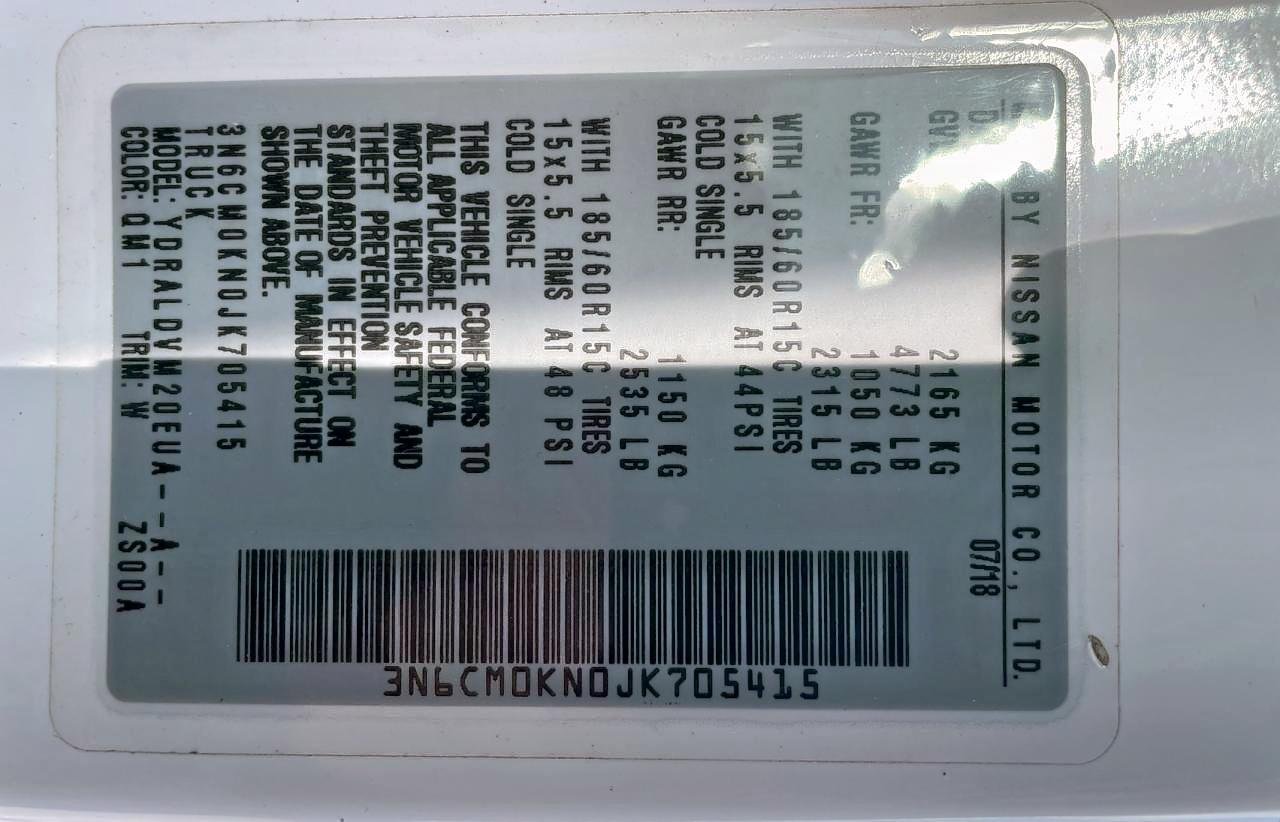 BY NISSAN MOTOR CO., LTD.
07/18
2165 KG
4773 LB
GAWR FR: 1050 KG
2315 LB
WITH 185/60R15C TIRES
15x5.5 RIMS AT 44PSI
COLD SINGLE
GAWR RR: 1150 KG
2535 LB
WITH 185/60R15C TIRES
15x5.5 RIMS AT 48 PSI
COLD SINGLE
THIS VEHICLE CONFORMS TO
ALL APPLICABLE FEDERAL
MOTOR VEHICLE SAFETY AND
THEFT PREVENTION
STANDARDS IN EFFECT ON
THE DATE OF MANUFACTURE
SHOWN ABOVE.
3N6CM0KN0JK705415
TRUCK
MODEL: YDRALDVM20EUA--A---
COLOR: QM1 TRIM: W ZS00A
3N6CM0KN0JK705415